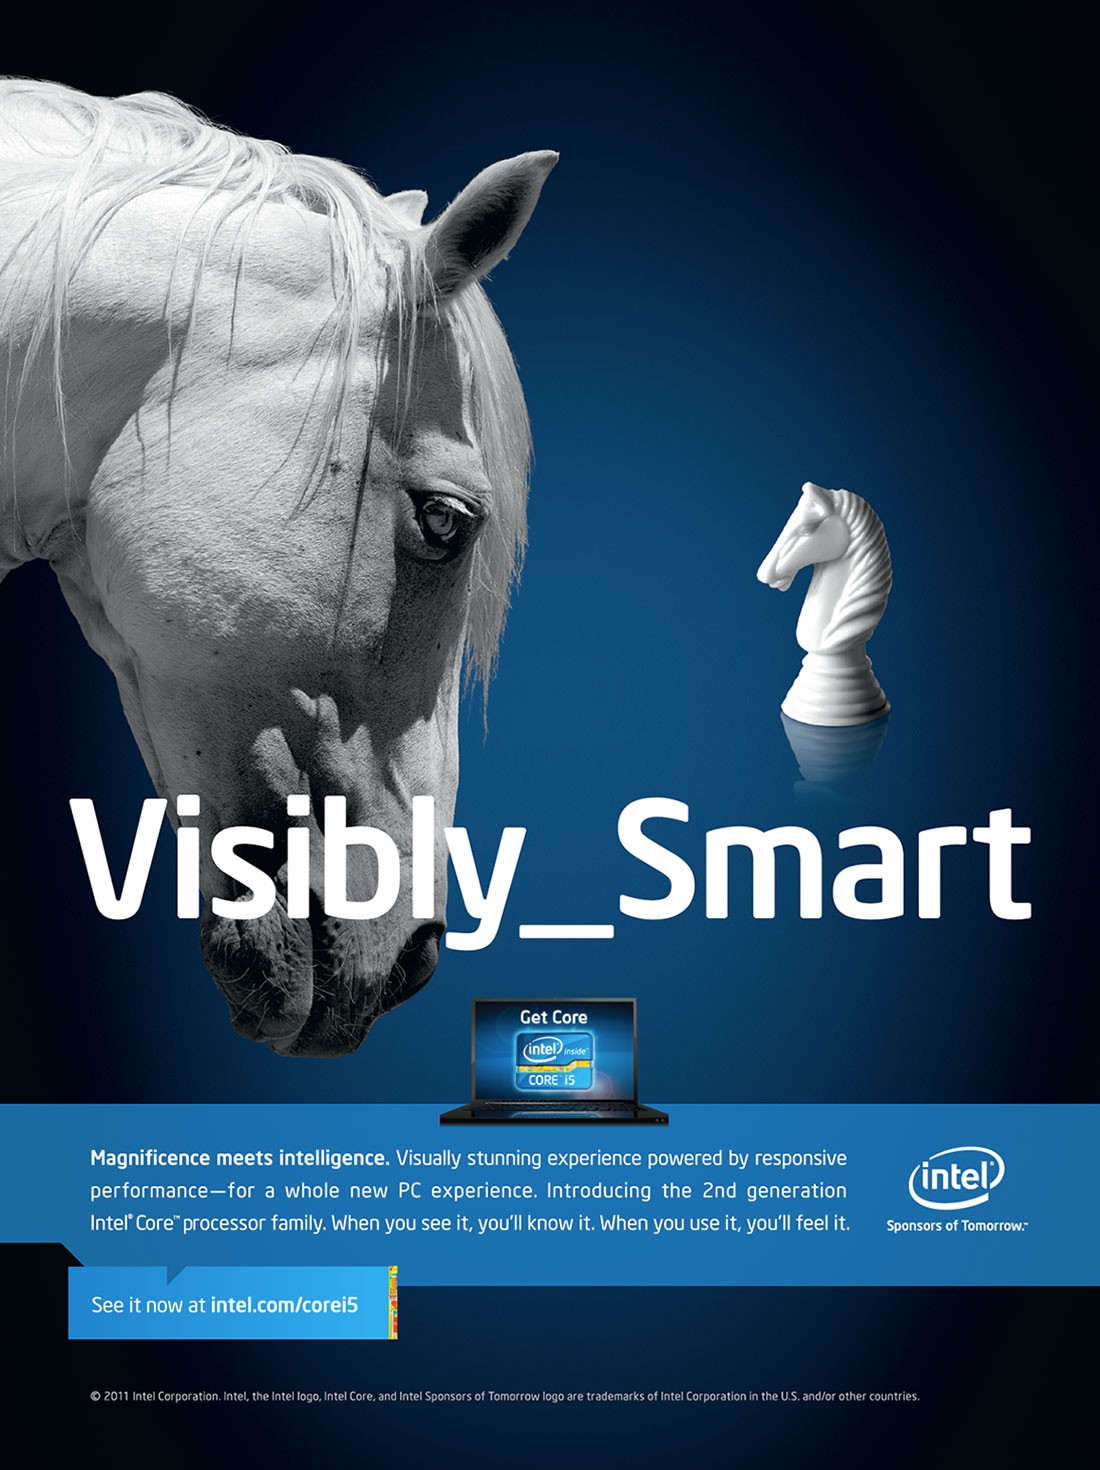 Visibly_Smart
Get Core
intel® inside™
CORE™ i5
Magnificence meets intelligence. Visually stunning experience powered by responsive
performance—for a whole new PC experience. Introducing the 2nd generation
Intel® Core™ processor family. When you see it, you'll know it. When you use it, you'll feel it.
intel®
Sponsors of Tomorrow.™
See it now at intel.com/corei5
© 2011 Intel Corporation. Intel, the Intel logo, Intel Core, and Intel Sponsors of Tomorrow logo are trademarks of Intel Corporation in the U.S. and/or other countries.